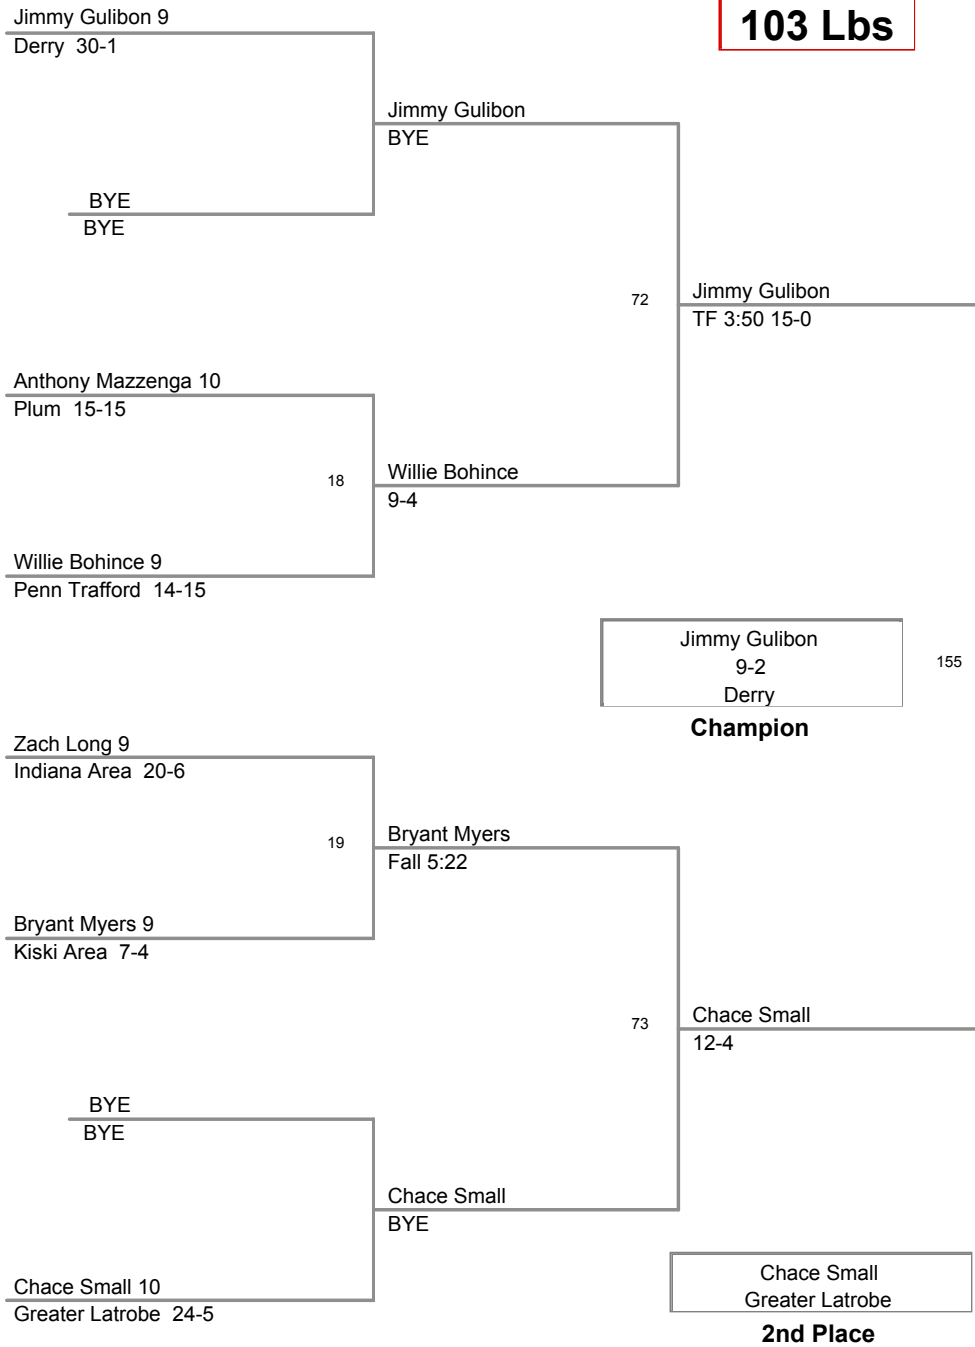 103 Lbs
Jimmy Gulibon 9
Derry 30-1
Jimmy Gulibon
BYE
BYE
BYE
72
Jimmy Gulibon
TF 3:50 15-0
Anthony Mazzenga 10
Plum 15-15
18
Willie Bohince
9-4
Willie Bohince 9
Penn Trafford 14-15
Jimmy Gulibon
9-2
Derry
155
Champion
Zach Long 9
Indiana Area 20-6
19
Bryant Myers
Fall 5:22
Bryant Myers 9
Kiski Area 7-4
73
Chace Small
12-4
BYE
BYE
Chace Small
BYE
Chace Small 10
Greater Latrobe 24-5
Chace Small
Greater Latrobe
2nd Place